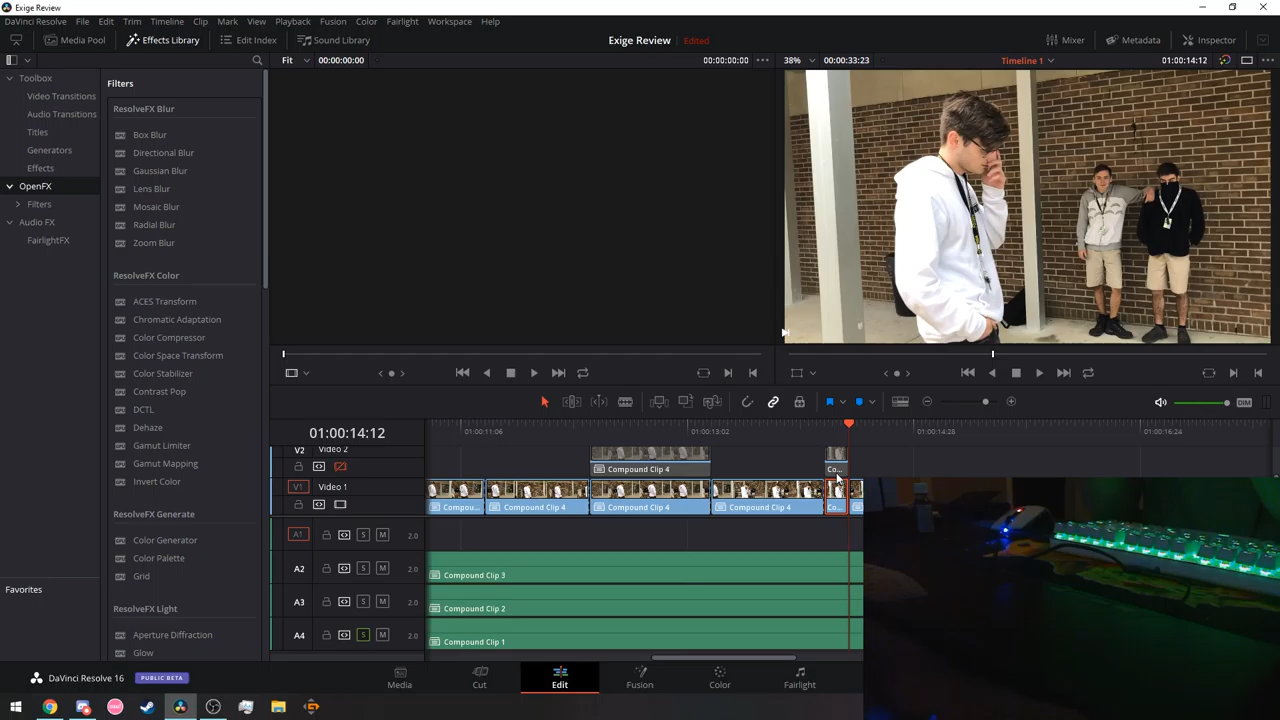 Exige Review
DaVinci Resolve File Edit Trim Timeline Clip Mark View Playback Fusion Color Fairlight Workspace Help
Media Pool Effects Library Edit Index Sound Library Exige Review Edited Mixer Metadata Inspector
Fit 00:00:00:00 00:00:00:00 38% 00:00:33:23 Timeline 1 01:00:14:12
Toolbox
Video Transitions
Audio Transitions
Titles
Generators
Effects
OpenFX
Filters
Audio FX
FairlightFX
Favorites
Filters
ResolveFX Blur
Box Blur
Directional Blur
Gaussian Blur
Lens Blur
Mosaic Blur
Radial Blur
Zoom Blur
ResolveFX Color
ACES Transform
Chromatic Adaptation
Color Compressor
Color Space Transform
Color Stabilizer
Contrast Pop
DCTL
Dehaze
Gamut Limiter
Gamut Mapping
Invert Color
ResolveFX Generate
Color Generator
Color Palette
Grid
ResolveFX Light
Aperture Diffraction
Glow
DIM
01:00:14:12 01:00:11:06 01:00:13:02 01:00:14:28 01:00:16:24
V2 Video 2
Compound Clip 4 Co...
V1 Video 1
Compou... Compound Clip 4 Compound Clip 4 Compound Clip 4 Co...
A1 S M 2.0
A2 S M 2.0 Compound Clip 3
A3 S M 2.0 Compound Clip 2
A4 S M 2.0 Compound Clip 1
DaVinci Resolve 16 PUBLIC BETA Media Cut Edit Fusion Color Fairlight